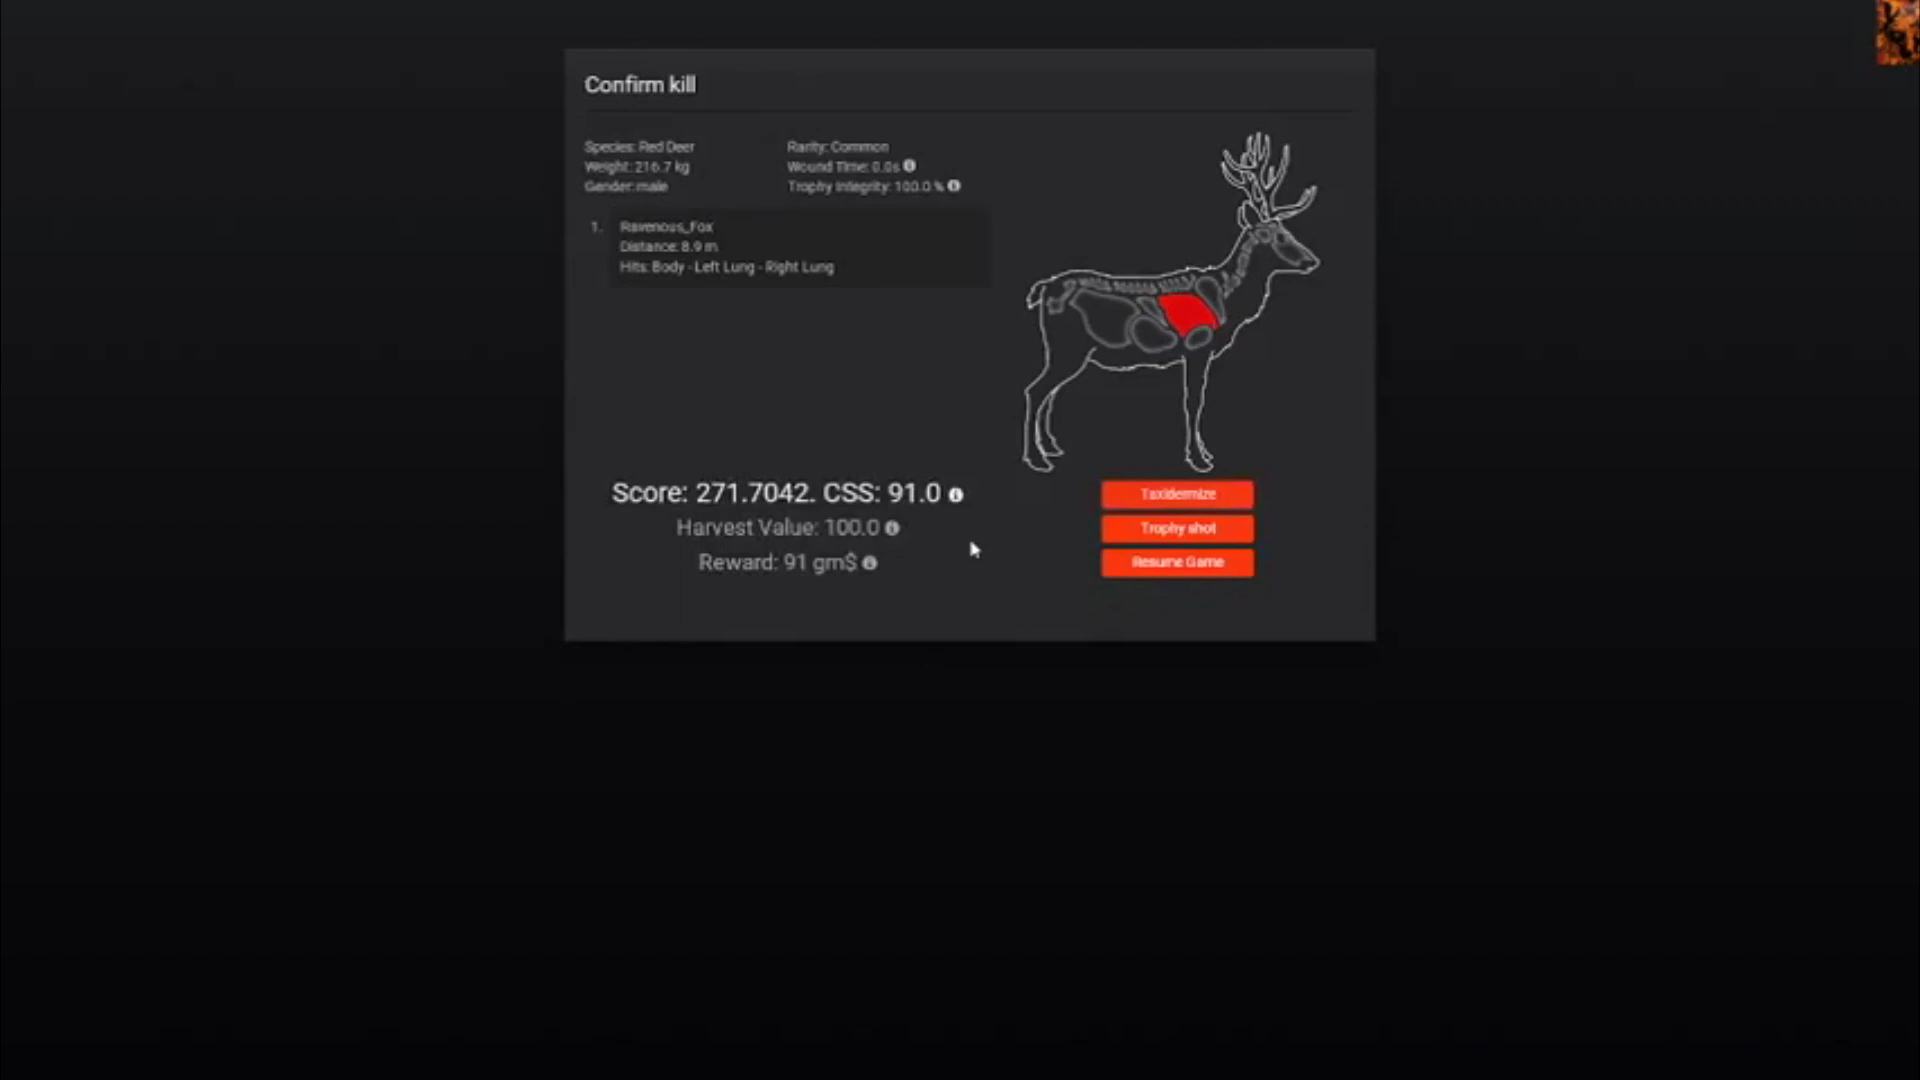 Confirm kill
Species: Red Deer
Weight: 216.7 kg
Gender: male
Rarity: Common
Wound Time: 0.0s
Trophy Integrity: 100.0 %
1.
Ravenous_Fox
Distance: 8.9 m
Hits: Body - Left Lung - Right Lung
Score: 271.7042. CSS: 91.0
Harvest Value: 100.0
Reward: 91 gm$
Taxidermize
Trophy shot
Resume Game